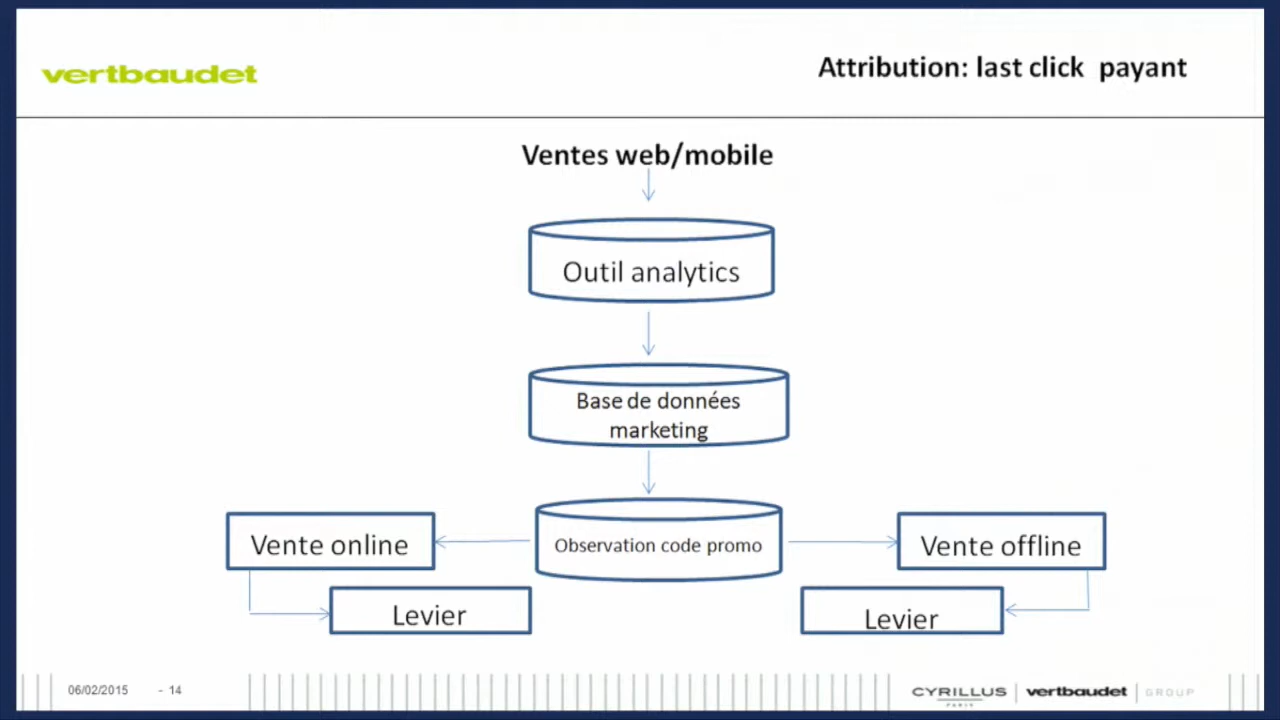 vertbaudet
Attribution: last click payant
Ventes web/mobile
Outil analytics
Base de données
marketing
Observation code promo
Vente online
Vente offline
Levier
Levier
06/02/2015 - 14
CYRILLUS
PARIS
vertbaudet
GROUP